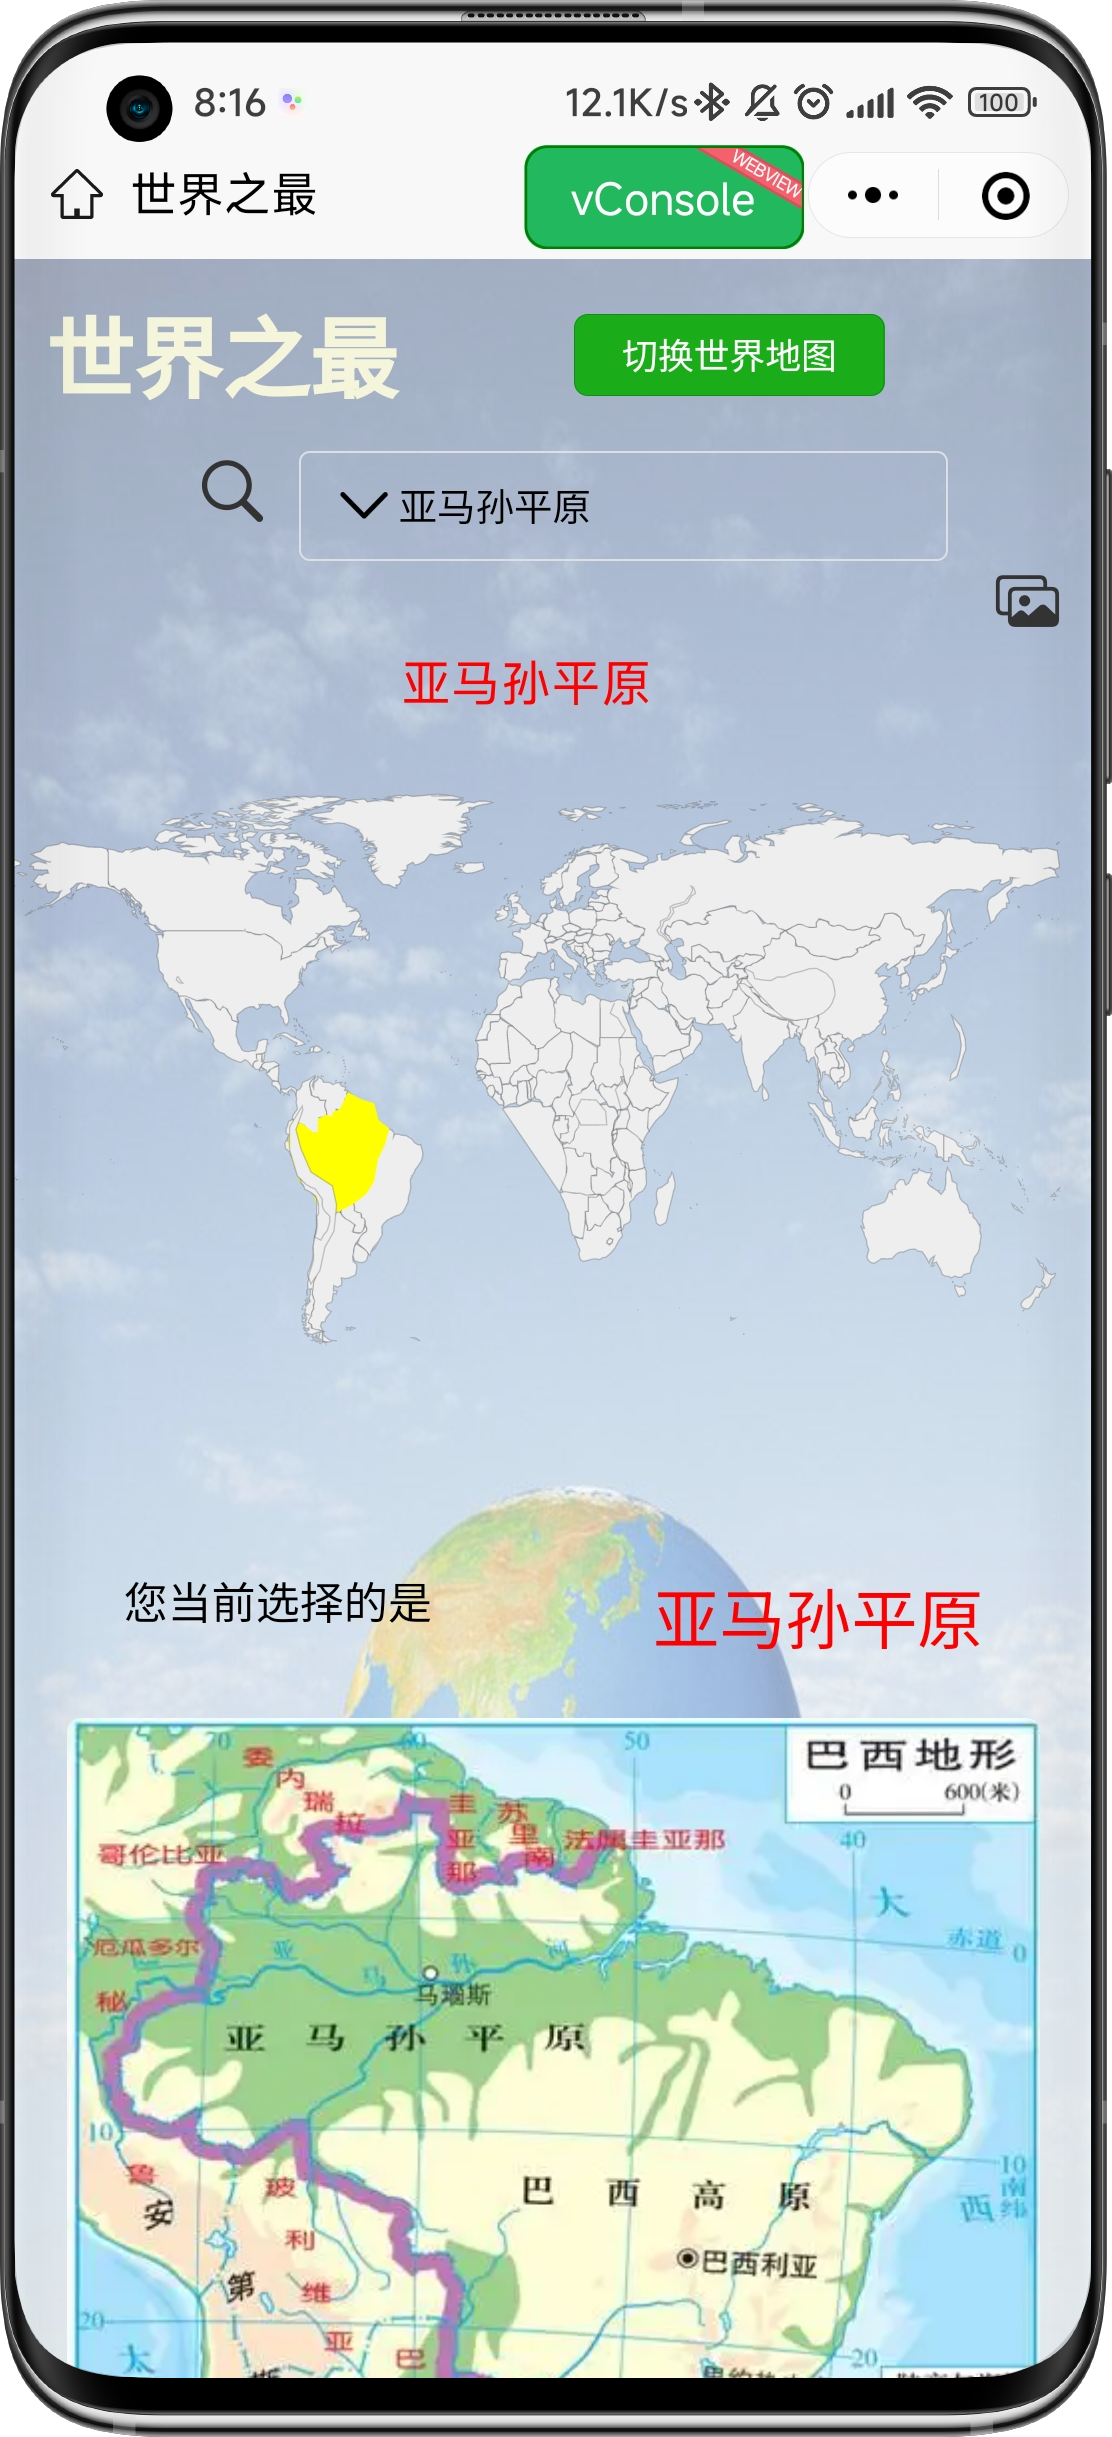 8:16
12.1K/s
100
世界之最
vConsole
WEBVIEW
世界之最
切换世界地图
亚马孙平原
亚马孙平原
您当前选择的是
亚马孙平原
巴西地形
0 600(米)
70 60 50
委内瑞拉
圭亚那
苏里南
法属圭亚那
哥伦比亚
40
大
赤道 0
0
厄瓜多尔
亚马孙河
马瑙斯
秘鲁
亚马孙平原
10
10
南纬
西
玻利维亚
安第斯
巴西高原
巴西利亚
20
太
巴
20